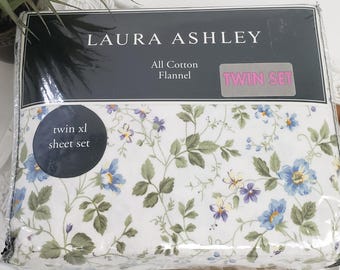 LAURA ASHLEY
All Cotton
Flannel
TWIN SET
twin xl
sheet set